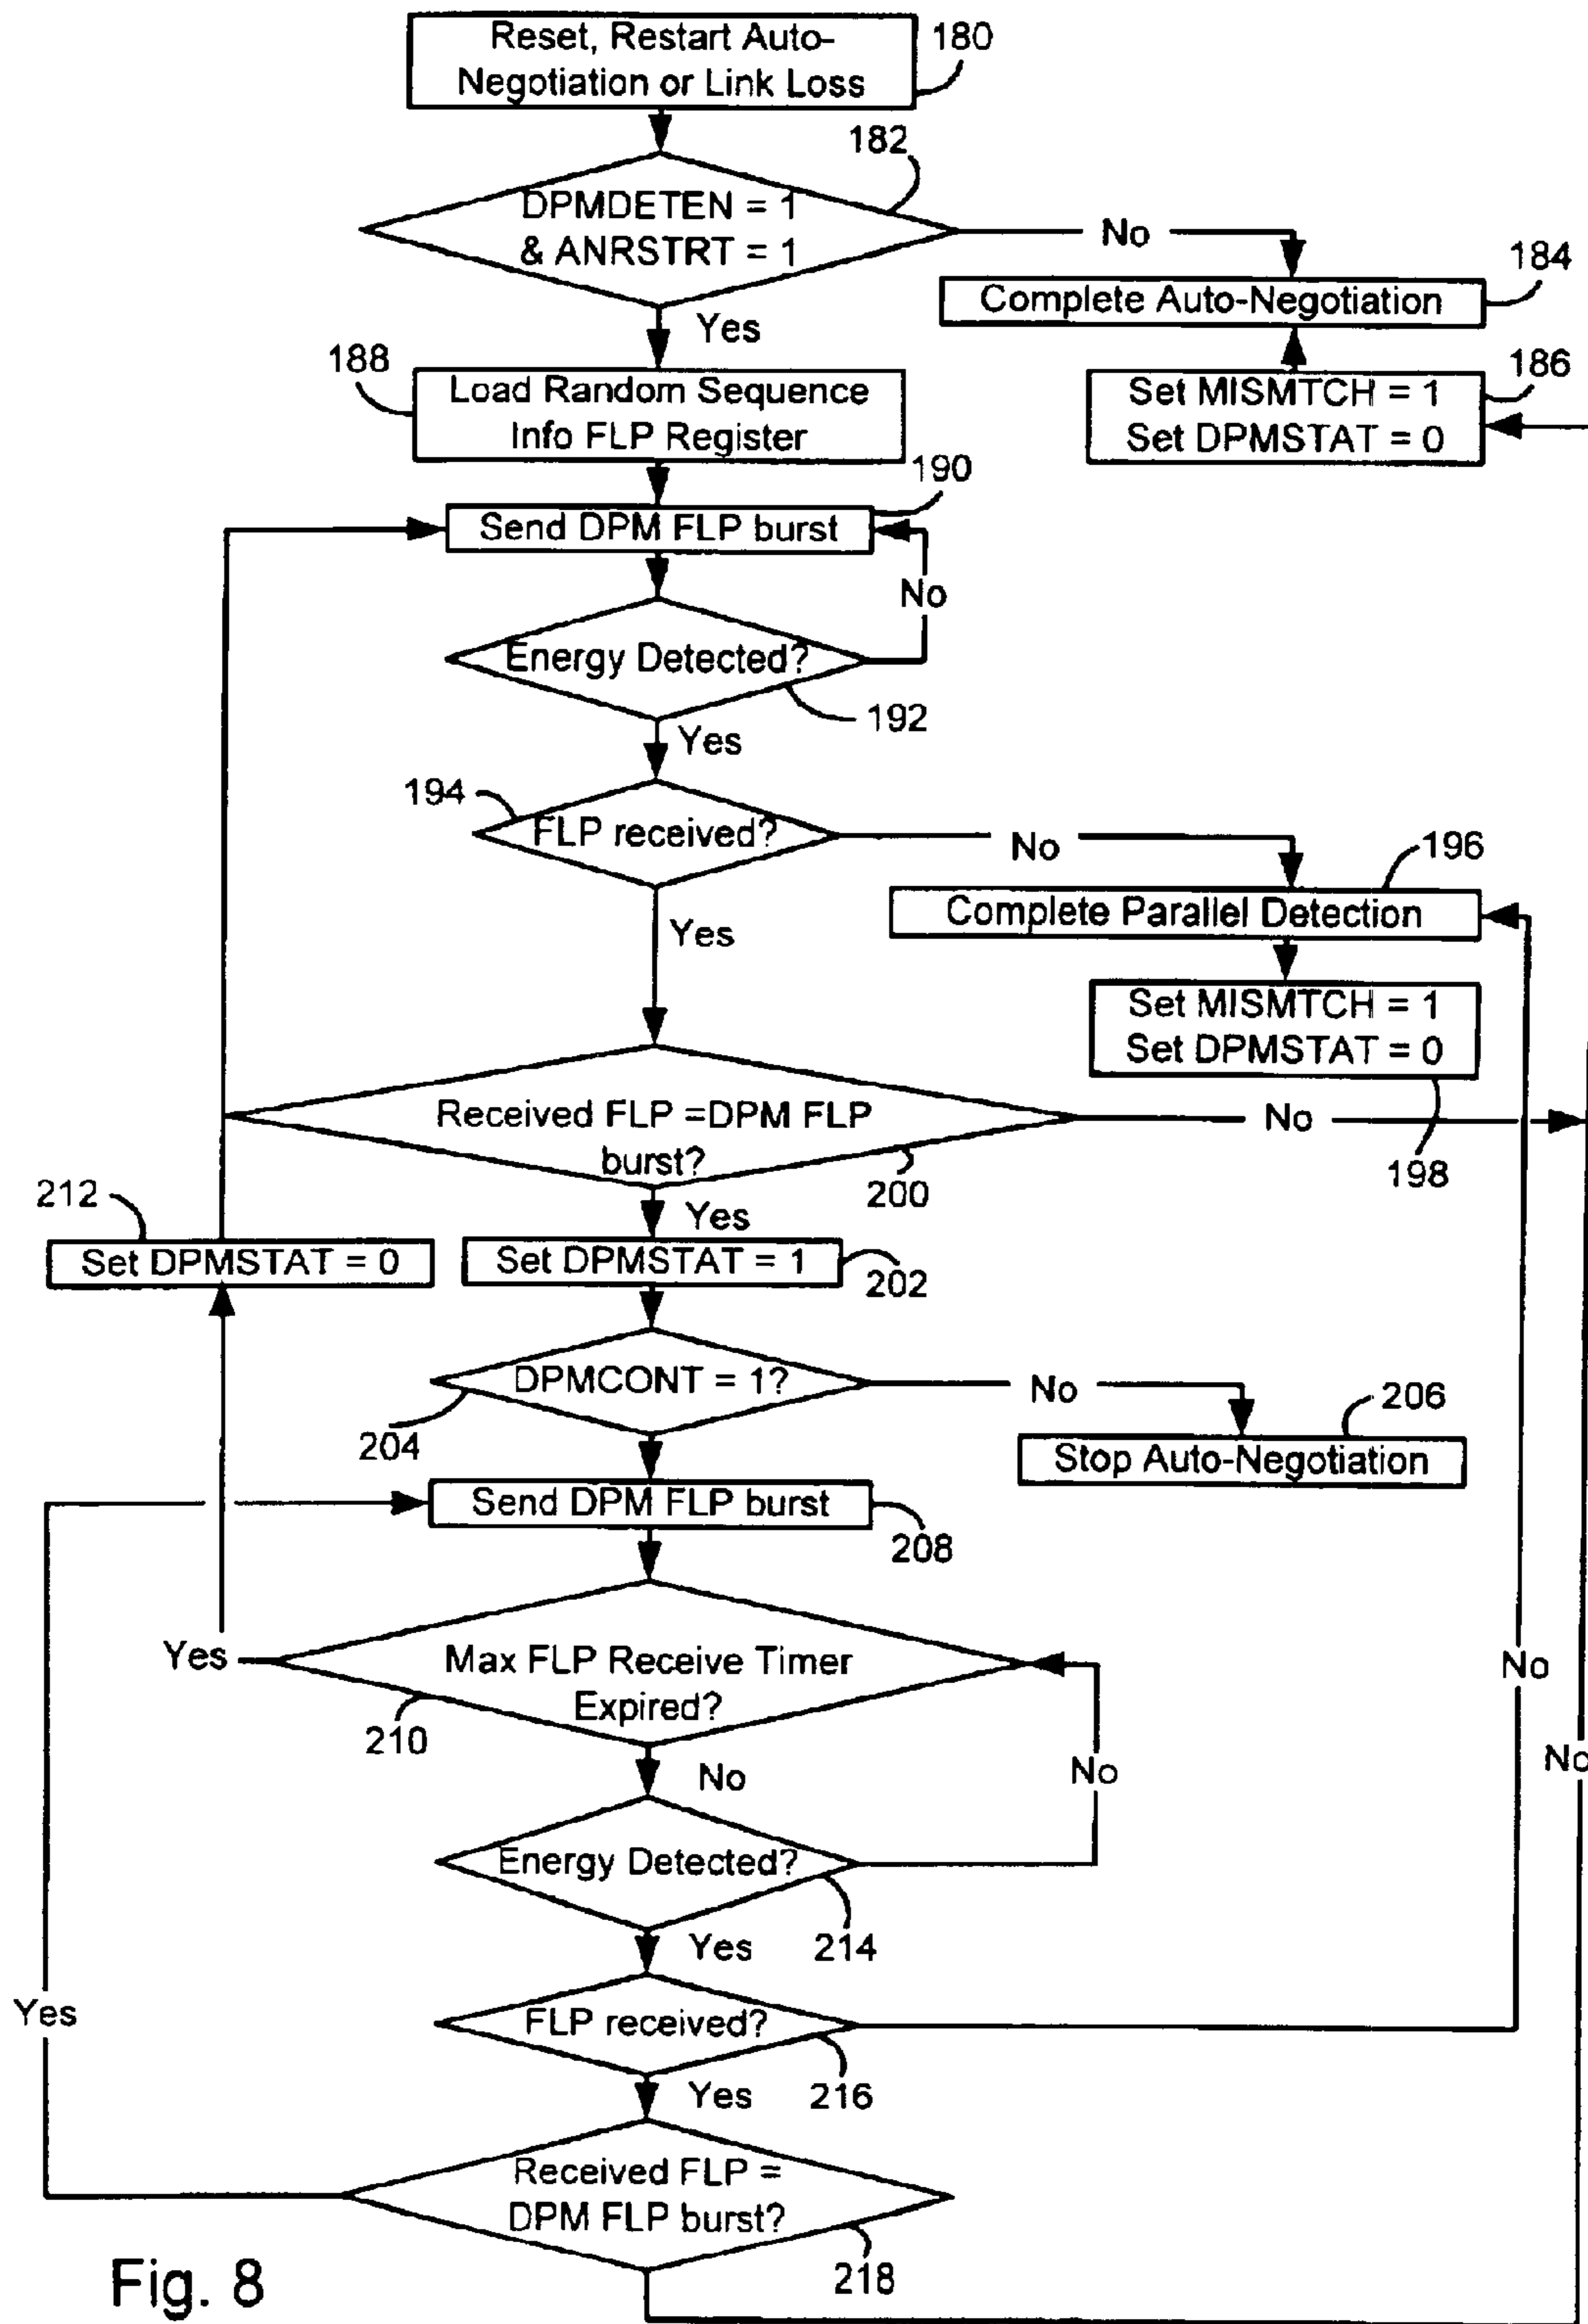 Reset, Restart Auto-
Negotiation or Link Loss
180
182
DPMDETEN = 1
& ANRSTRT = 1
No
184
Complete Auto-Negotiation
Yes
188
186
Load Random Sequence
Info FLP Register
Set MISMTCH = 1
Set DPMSTAT = 0
190
Send DPM FLP burst
No
Energy Detected?
192
Yes
194
FLP received?
No
196
Complete Parallel Detection
Yes
Set MISMTCH = 1
Set DPMSTAT = 0
Received FLP =DPM FLP
burst?
No
198
200
212
Yes
Set DPMSTAT = 0
Set DPMSTAT = 1
202
DPMCONT = 1?
No
206
204
Stop Auto-Negotiation
Send DPM FLP burst
208
Yes
Max FLP Receive Timer
Expired?
No
210
No
No
No
Energy Detected?
214
Yes
Yes
FLP received?
216
Yes
Received FLP =
DPM FLP burst?
218
Fig. 8